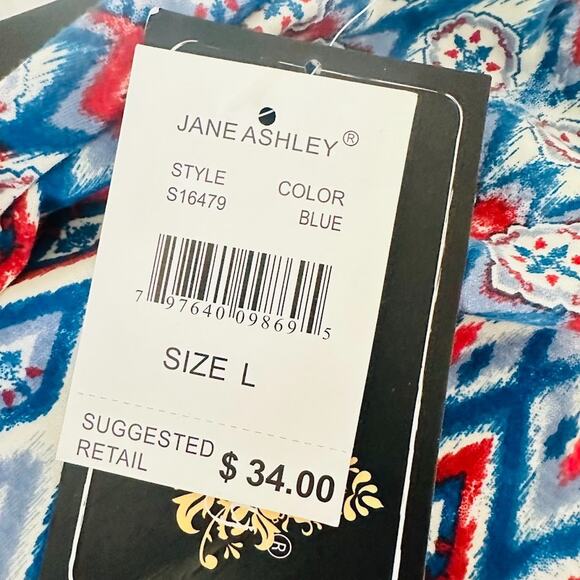 JANE ASHLEY ®
STYLE COLOR
S16479 BLUE
7 97640 09869 5
SIZE L
SUGGESTED
RETAIL $ 34.00
®